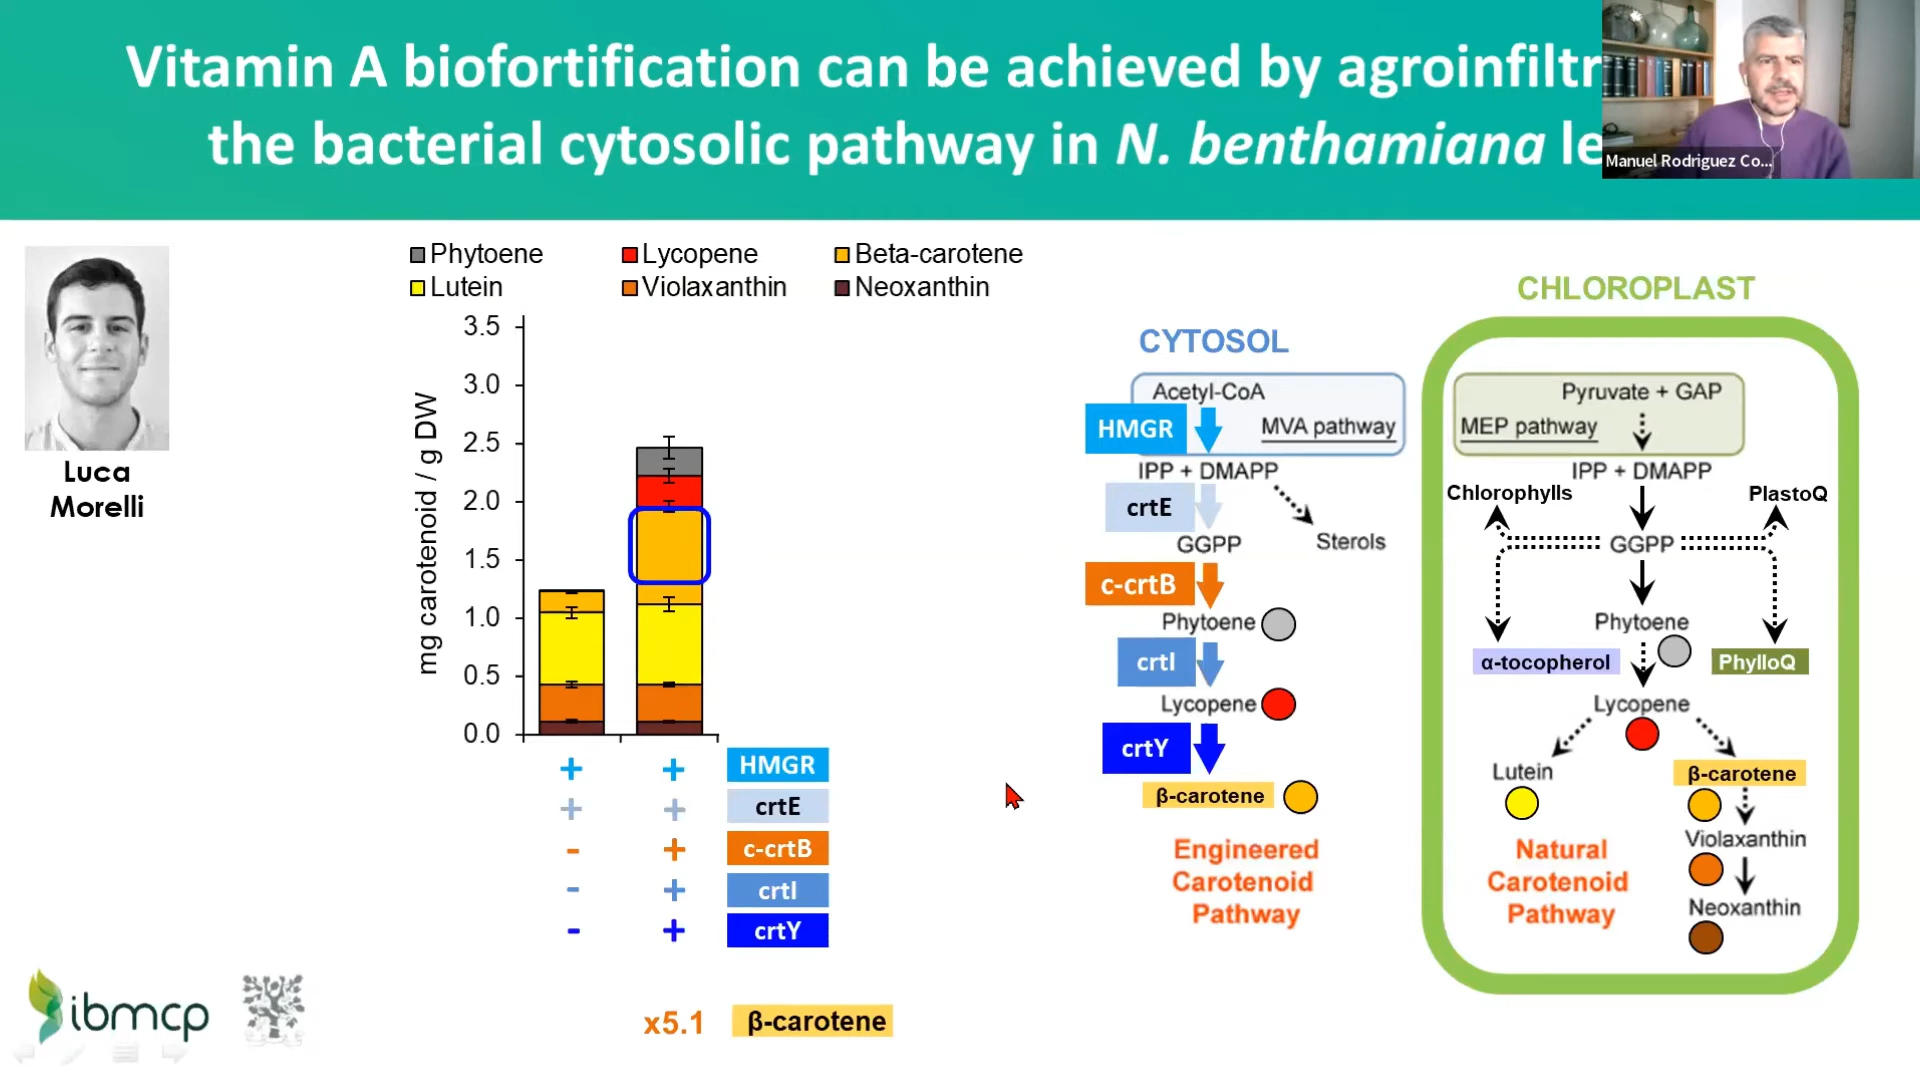 Vitamin A biofortification can be achieved by agroinfiltr
the bacterial cytosolic pathway in N. benthamiana le
Manuel Rodriguez Co...
Luca
Morelli
Phytoene Lycopene Beta-carotene
Lutein Violaxanthin Neoxanthin
mg carotenoid / g DW
3.5
3.0
2.5
2.0
1.5
1.0
0.5
0.0
+ + HMGR
+ + crtE
- + c-crtB
- + crtI
- + crtY
x5.1 β-carotene
CYTOSOL
Acetyl-CoA
HMGR
MVA pathway
IPP + DMAPP
crtE
GGPP
Sterols
c-crtB
Phytoene
crtI
Lycopene
crtY
β-carotene
Engineered
Carotenoid
Pathway
CHLOROPLAST
Pyruvate + GAP
MEP pathway
IPP + DMAPP
Chlorophylls
PlastoQ
GGPP
Phytoene
α-tocopherol
PhylloQ
Lycopene
Lutein
β-carotene
Violaxanthin
Neoxanthin
Natural
Carotenoid
Pathway
ibmcp